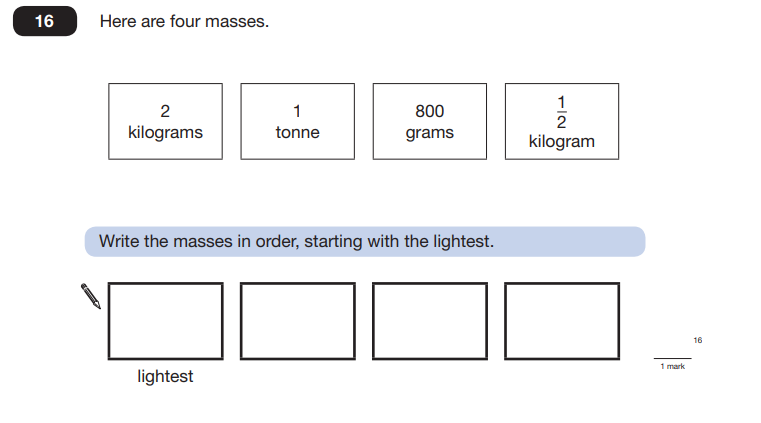 16 Here are four masses.
2
kilograms
1
tonne
800
grams
1/2
kilogram
Write the masses in order, starting with the lightest.
lightest
16
1 mark